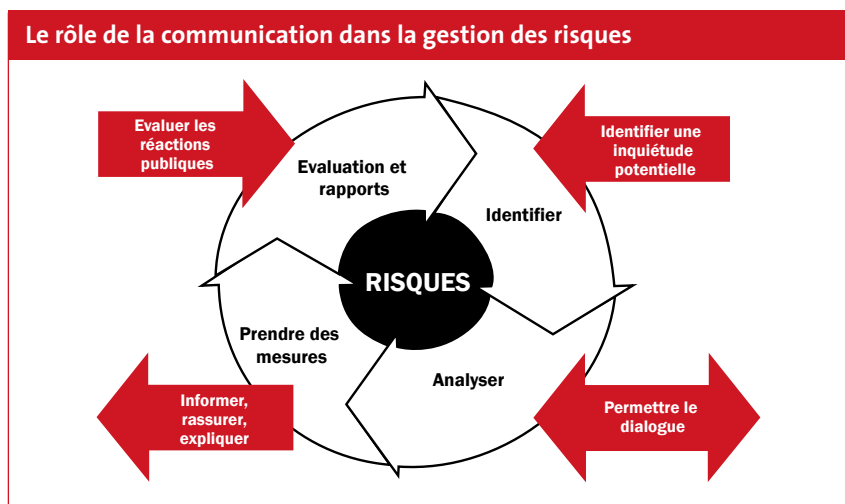 Le rôle de la communication dans la gestion des risques
Evaluer les
réactions
publiques
Identifier une
inquiétude
potentielle
Evaluation et
rapports
Identifier
RISQUES
Prendre des
mesures
Analyser
Informer,
rassurer,
expliquer
Permettre le
dialogue